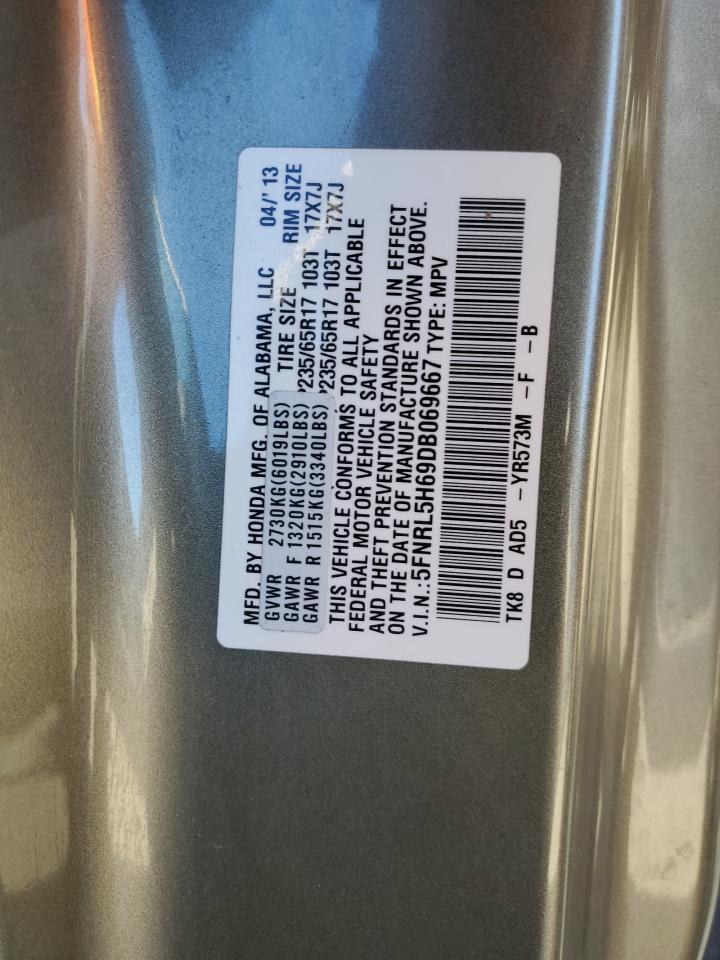 MFD. BY HONDA MFG. OF ALABAMA, LLC 04/'13
GVWR 2730KG(6019LBS) TIRE SIZE RIM SIZE
GAWR F 1320KG(2910LBS) P235/65R17 103T 17X7J
GAWR R 1515KG(3340LBS) P235/65R17 103T 17X7J
THIS VEHICLE CONFORMS TO ALL APPLICABLE
FEDERAL MOTOR VEHICLE SAFETY
AND THEFT PREVENTION STANDARDS IN EFFECT
ON THE DATE OF MANUFACTURE SHOWN ABOVE.
V.I.N.:5FNRL5H69DB069667 TYPE: MPV
TK8 D AD5 -YR573M -F -B